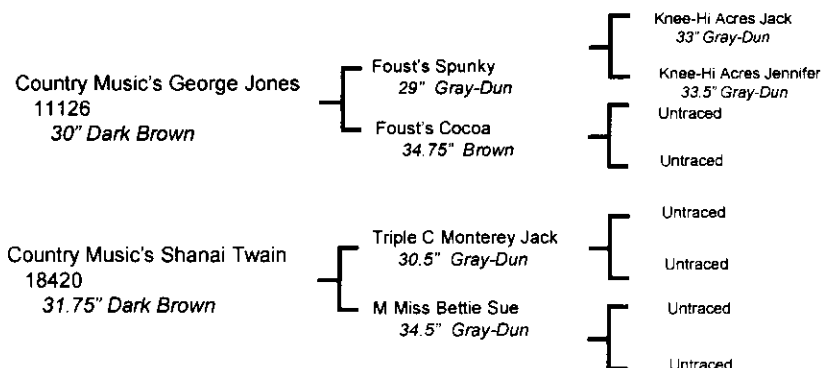 Country Music's George Jones
11126
30" Dark Brown
Foust's Spunky
29" Gray-Dun
Foust's Cocoa
34.75" Brown
Knee-Hi Acres Jack
33" Gray-Dun
Knee-Hi Acres Jennifer
33.5" Gray-Dun
Untraced
Untraced
Country Music's Shanai Twain
18420
31.75" Dark Brown
Triple C Monterey Jack
30.5" Gray-Dun
M Miss Bettie Sue
34.5" Gray-Dun
Untraced
Untraced
Untraced
Untraced